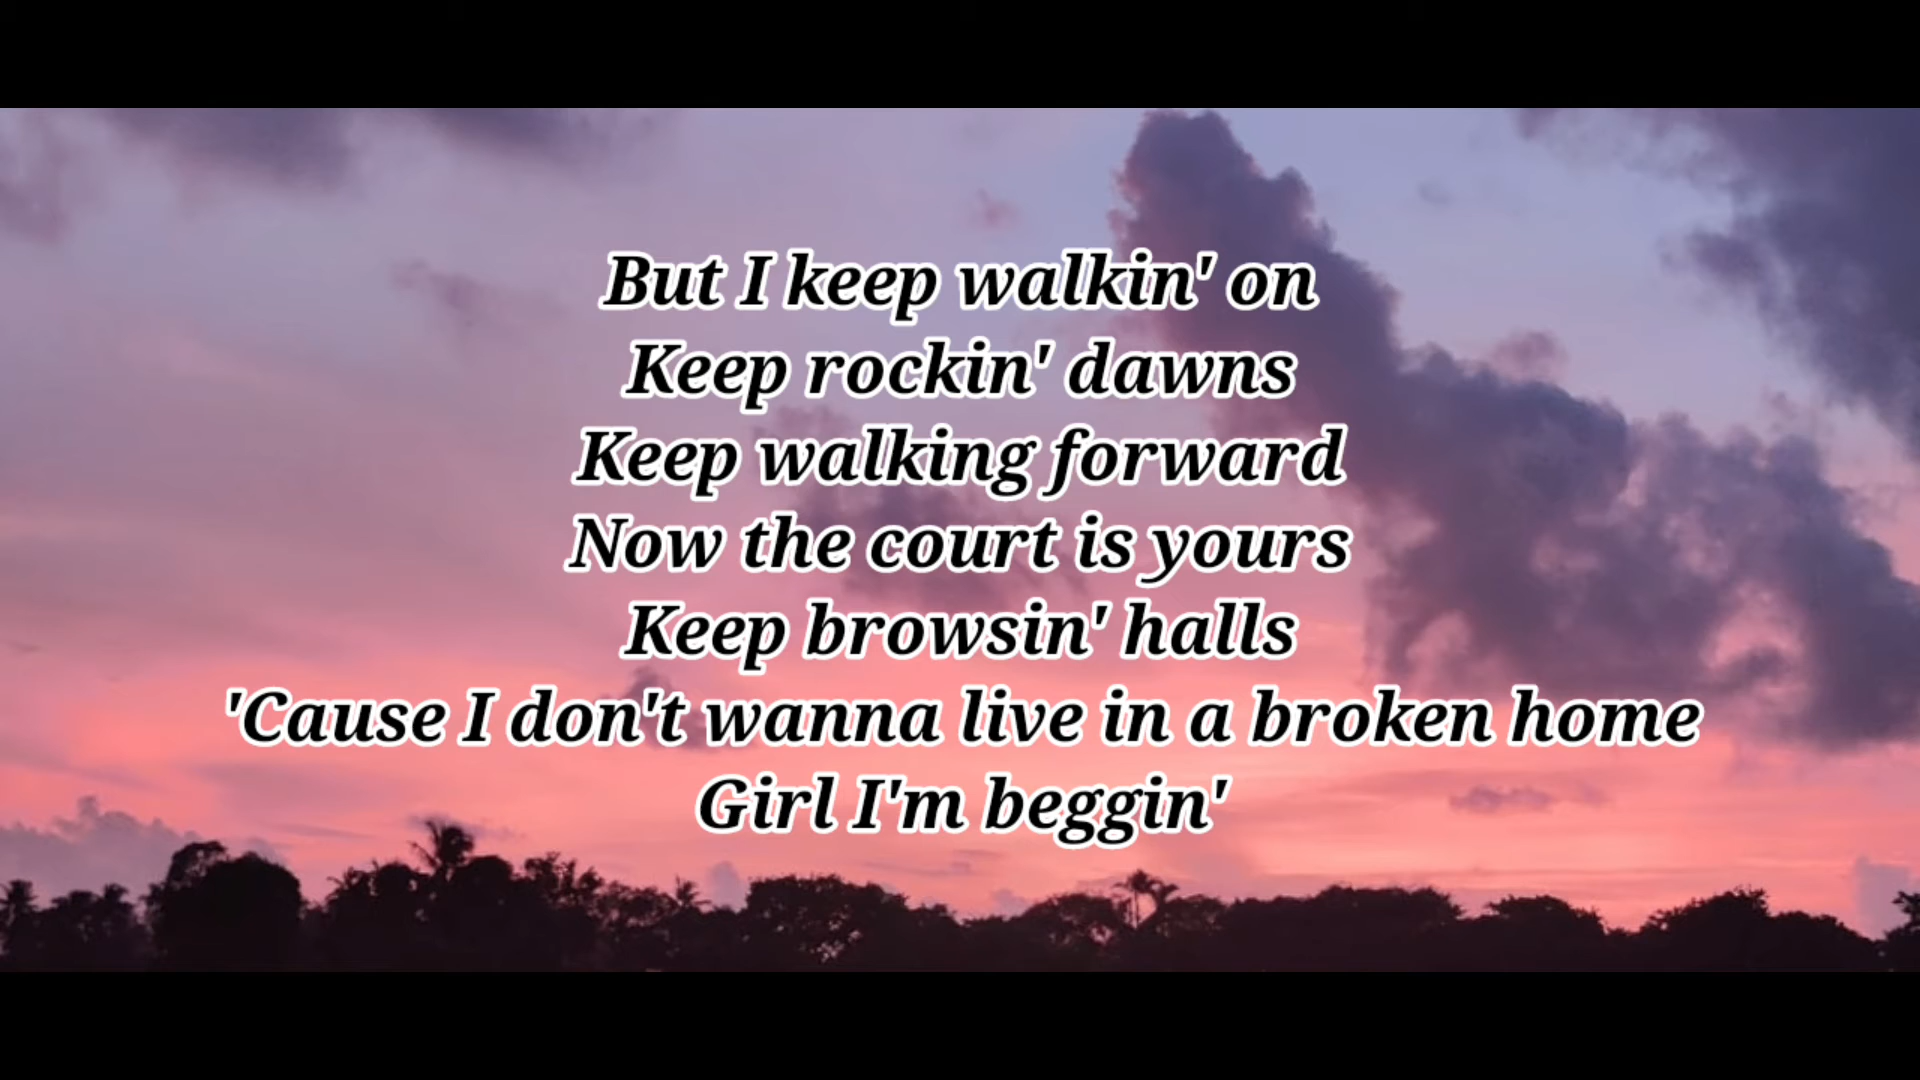 But I keep walkin' on
Keep rockin' dawns
Keep walking forward
Now the court is yours
Keep browsin' halls
'Cause I don't wanna live in a broken home
Girl I'm beggin'